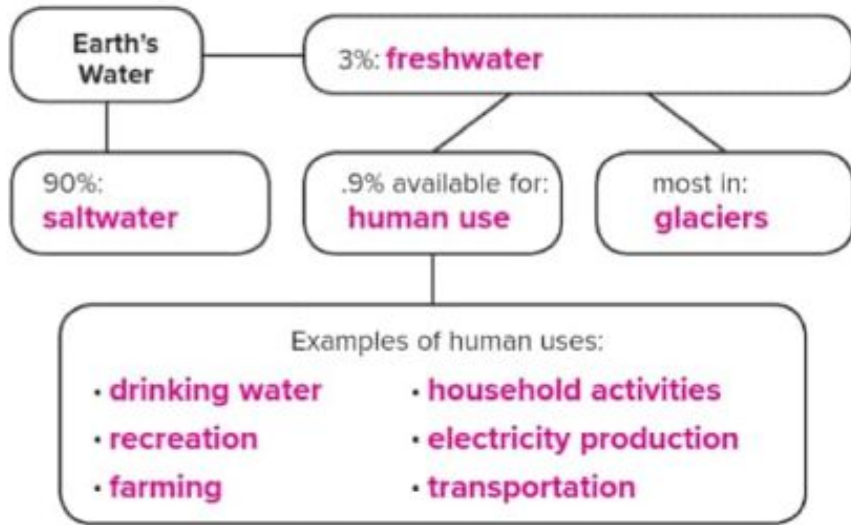 Earth's
Water
3%: freshwater
90%:
saltwater
.9% available for:
human use
most in:
glaciers
Examples of human uses:
• drinking water
• household activities
• recreation
• electricity production
• farming
• transportation